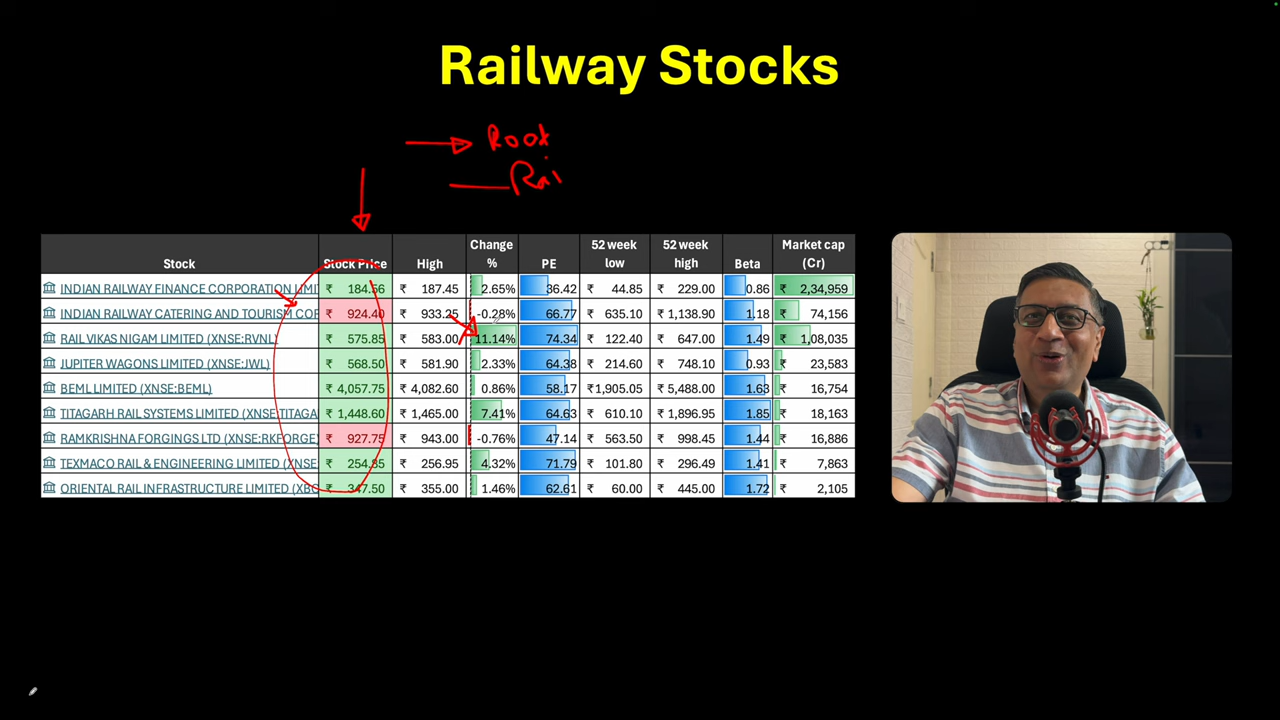 Railway Stocks
Root
Rai
Stock Stock Price High Change % PE 52 week low 52 week high Beta Market cap (Cr)
INDIAN RAILWAY FINANCE CORPORATION LIMIT ₹ 184.56 ₹ 187.45 2.65% 36.42 ₹ 44.85 ₹ 229.00 0.86 ₹ 2,34,959
INDIAN RAILWAY CATERING AND TOURISM COR ₹ 924.40 ₹ 933.25 -0.28% 66.77 ₹ 635.10 ₹ 1,138.90 1.18 ₹ 74,156
RAIL VIKAS NIGAM LIMITED (XNSE:RVNL) ₹ 575.85 ₹ 583.00 11.14% 74.34 ₹ 122.40 ₹ 647.00 1.49 ₹ 1,08,035
JUPITER WAGONS LIMITED (XNSE:JWL) ₹ 568.50 ₹ 581.90 2.33% 64.38 ₹ 214.60 ₹ 748.10 0.93 ₹ 23,583
BEML LIMITED (XNSE:BEML) ₹ 4,057.75 ₹ 4,082.60 0.86% 58.17 ₹1,905.05 ₹ 5,488.00 1.63 ₹ 16,754
TITAGARH RAIL SYSTEMS LIMITED (XNSE:TITAGA ₹ 1,448.60 ₹ 1,465.00 7.41% 64.63 ₹ 610.10 ₹ 1,896.95 1.85 ₹ 18,163
RAMKRISHNA FORGINGS LTD (XNSE:RKFORGE) ₹ 927.75 ₹ 943.00 -0.76% 47.14 ₹ 563.50 ₹ 998.45 1.44 ₹ 16,886
TEXMACO RAIL & ENGINEERING LIMITED (XNSE ₹ 254.85 ₹ 256.95 4.32% 71.79 ₹ 101.80 ₹ 296.49 1.41 ₹ 7,863
ORIENTAL RAIL INFRASTRUCTURE LIMITED (XBO ₹ 347.50 ₹ 355.00 1.46% 62.61 ₹ 60.00 ₹ 445.00 1.72 ₹ 2,105